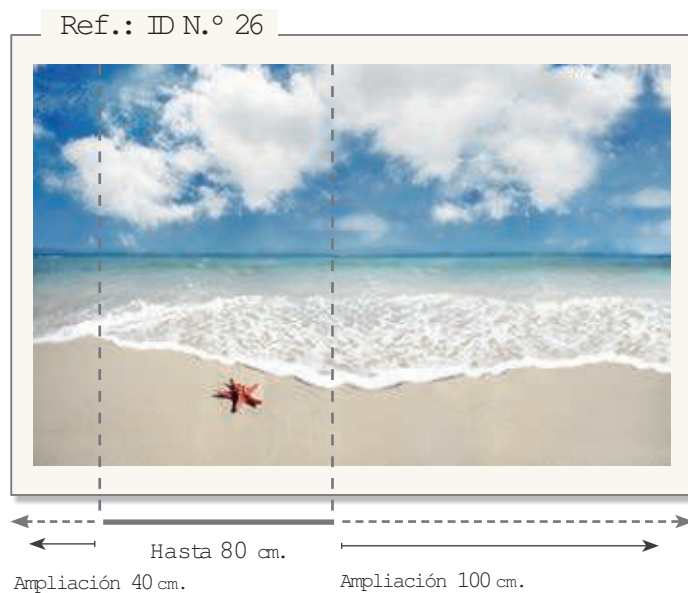 Ref.: ID N.º 26
Hasta 80 cm.
Ampliación 40 cm.
Ampliación 100 cm.